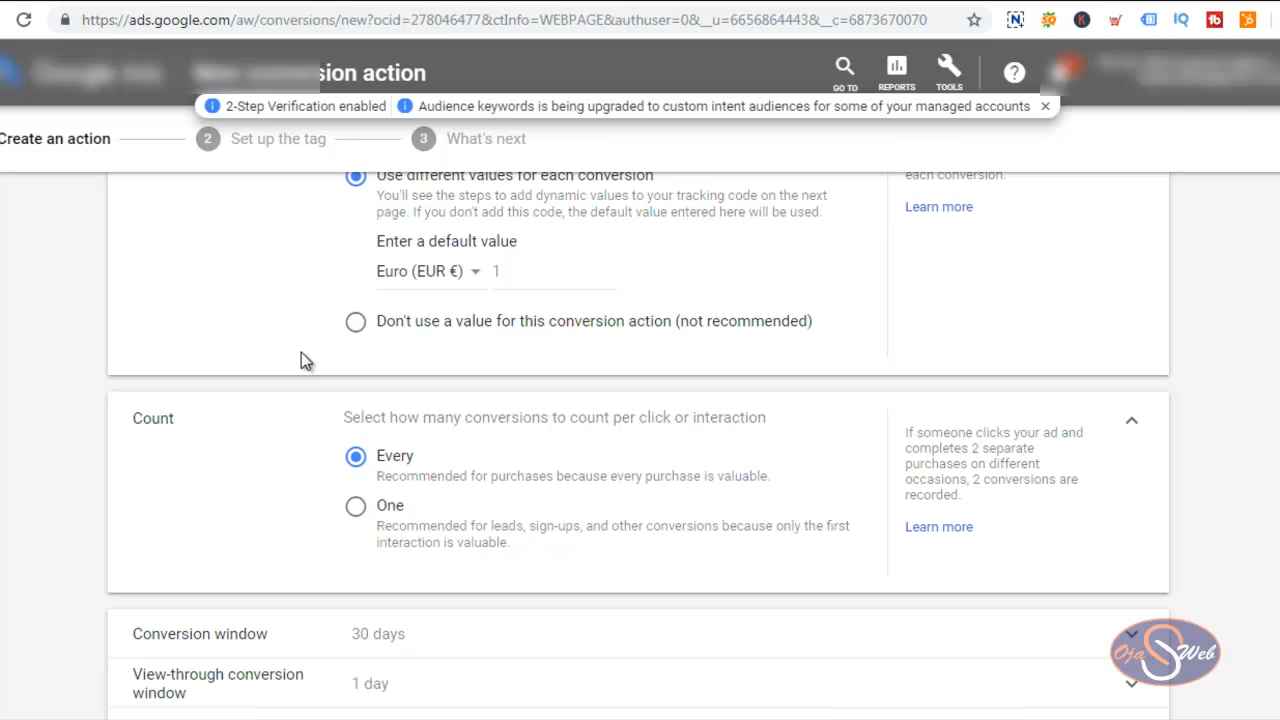 https://ads.google.com/aw/conversions/new?ocid=278046477&ctInfo=WEBPAGE&authuser=0&__u=6656864443&__c=6873670070
sion action
GO TO
REPORTS
TOOLS
2-Step Verification enabled
Audience keywords is being upgraded to custom intent audiences for some of your managed accounts
Create an action
2 Set up the tag
3 What's next
Use different values for each conversion
You'll see the steps to add dynamic values to your tracking code on the next
page. If you don't add this code, the default value entered here will be used.
each conversion.
Learn more
Enter a default value
Euro (EUR €) 1
Don't use a value for this conversion action (not recommended)
Count
Select how many conversions to count per click or interaction
Every
Recommended for purchases because every purchase is valuable.
One
Recommended for leads, sign-ups, and other conversions because only the first
interaction is valuable.
If someone clicks your ad and
completes 2 separate
purchases on different
occasions, 2 conversions are
recorded.
Learn more
Conversion window
30 days
View-through conversion
window
1 day
Ojas Web